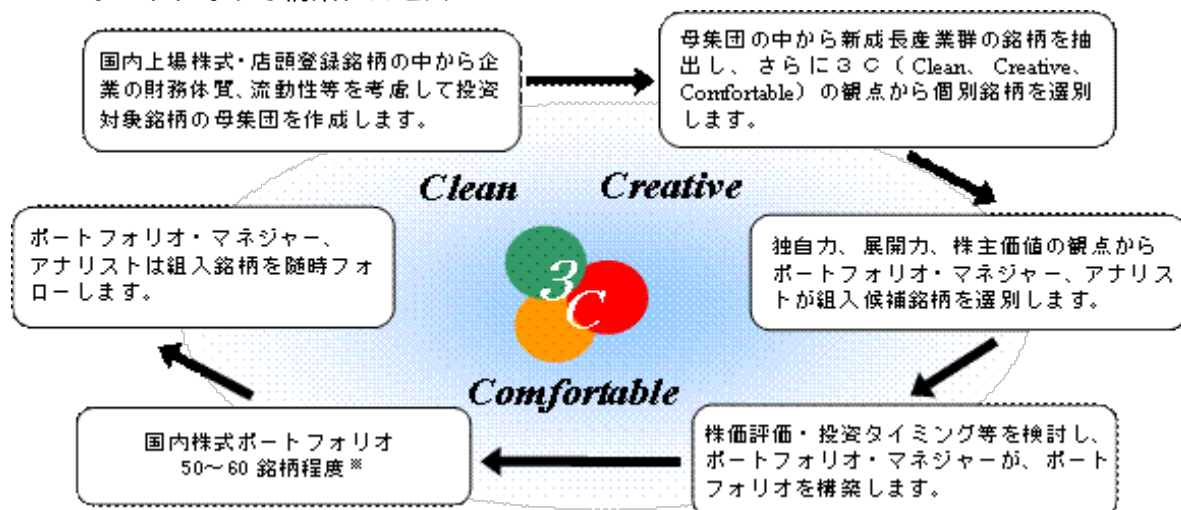 国内上場株式・店頭登録銘柄の中から企
業の財務体質、流動性等を考慮して投資
対象銘柄の母集団を作成します。
母集団の中から新成長産業群の銘柄を抽
出し、さらに3C(Clean、Creative、
Comfortable)の観点から個別銘柄を選別
します。
Clean
Creative
ポートフォリオ・マネジャー、
アナリストは組入銘柄を随時フォ
ローします。
3C
独自力、展開力、株主価値の観点から
ポートフォリオ・マネジャー、アナリス
トが組入候補銘柄を選別します。
Comfortable
国内株式ポートフォリオ
50~60 銘柄程度※
株価評価・投資タイミング等を検討し、
ポートフォリオ・マネジャーが、ポート
フォリオを構築します。